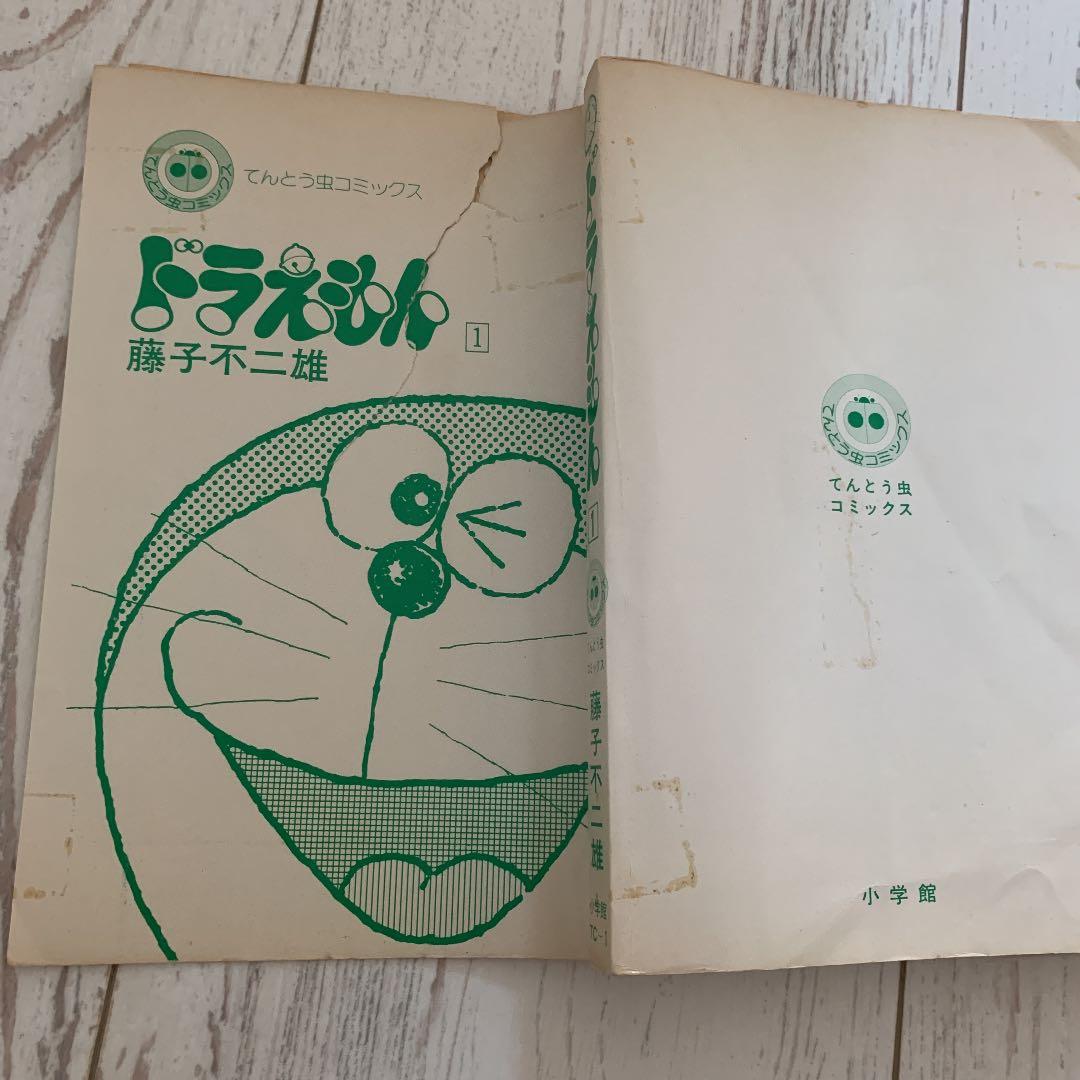 てんとう虫コミックス
てんとう虫コミックス
ドラえもん
1
藤子不二雄
ドラえもん
1
てんとう虫
コミックス
藤子不二雄
小学館
TC-1
てんとう虫コミックス
てんとう虫
コミックス
小学館